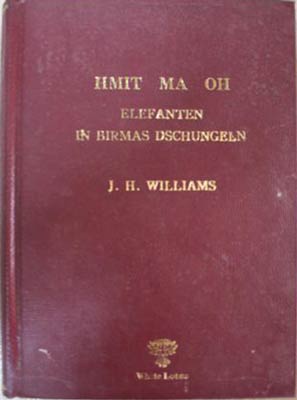 HMIT MA OH
ELEFANTEN
IN BIRMAS DSCHUNGELN
J. H. WILLIAMS
White Lotus